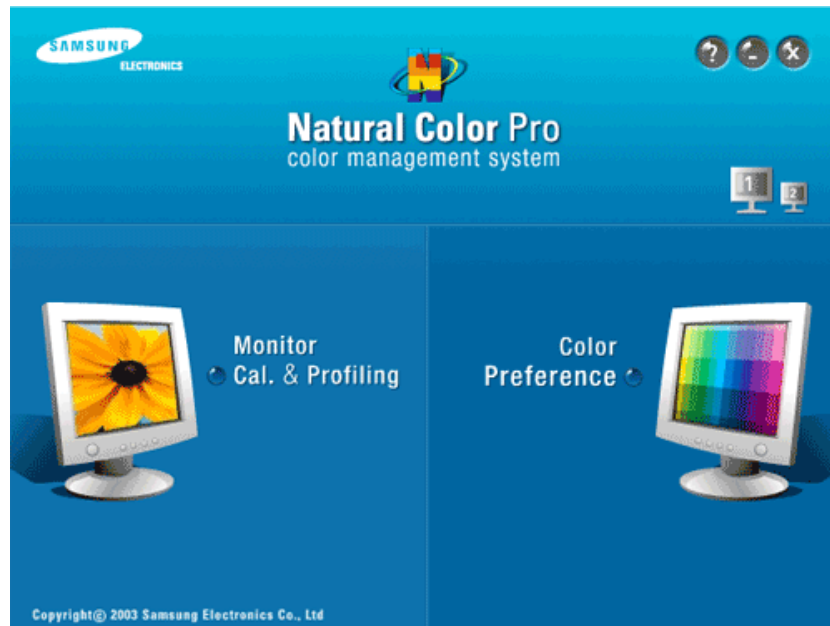 SAMSUNG
ELECTRONICS
?
-
x
N
Natural Color Pro
color management system
1
2
Monitor
Cal. & Profiling
Color
Preference
Copyright© 2003 Samsung Electronics Co., Ltd